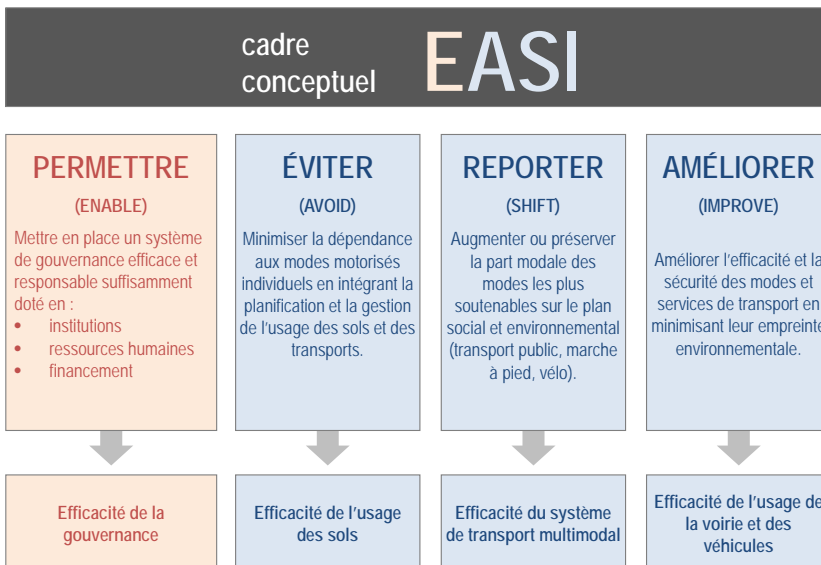 cadre
conceptuel
EASI
PERMETTRE
(ENABLE)
Mettre en place un système
de gouvernance efficace et
responsable suffisamment
doté en :
• institutions
• ressources humaines
• financement
ÉVITER
(AVOID)
Minimiser la dépendance
aux modes motorisés
individuels en intégrant la
planification et la gestion
de l'usage des sols et des
transports.
REPORTER
(SHIFT)
Augmenter ou préserver
la part modale des
modes les plus
soutenables sur le plan
social et environnemental
(transport public, marche
à pied, vélo).
AMÉLIORER
(IMPROVE)
Améliorer l'efficacité et la
sécurité des modes et
services de transport en
minimisant leur empreinte
environnementale.
Efficacité de la
gouvernance
Efficacité de l'usage
des sols
Efficacité du système
de transport multimodal
Efficacité de l'usage de
la voirie et des
véhicules